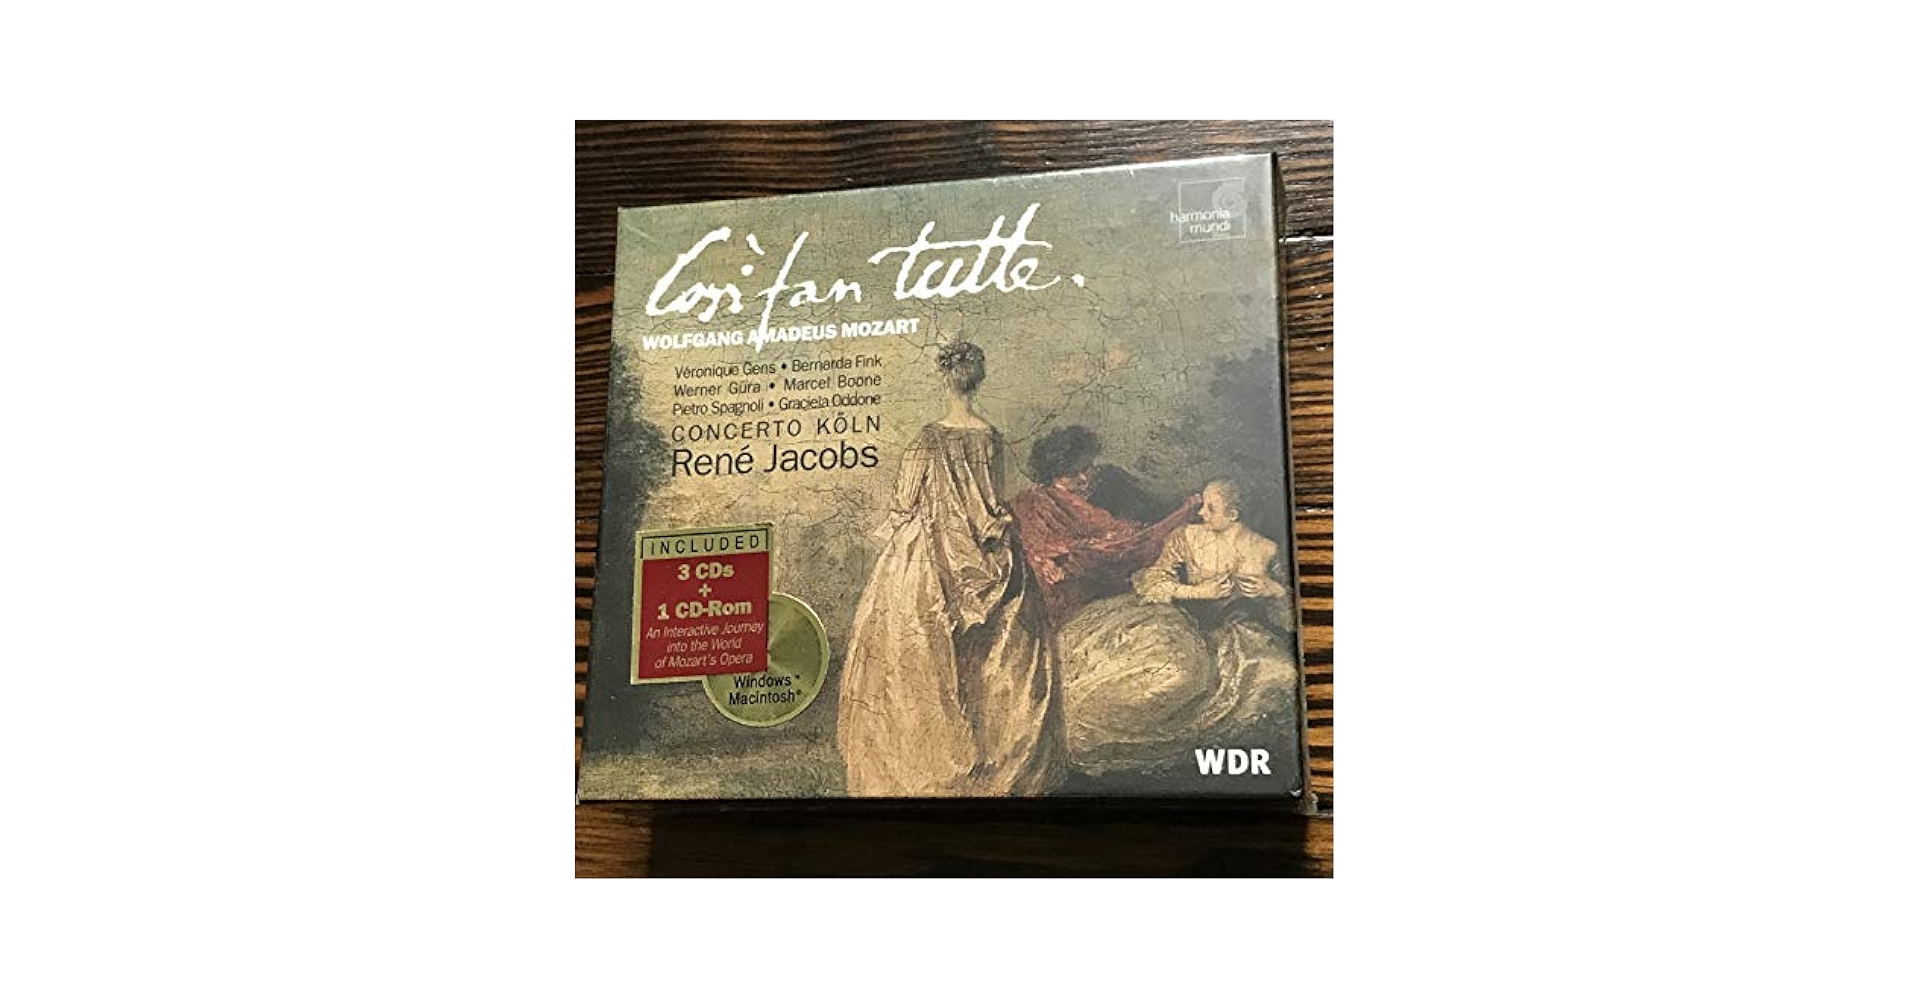 Così fan tutte.
harmonia
mundi
WOLFGANG AMADEUS MOZART
Véronique Gens • Bernarda Fink
Werner Güra • Marcel Boone
Pietro Spagnoli • Graciela Oddone
CONCERTO KÖLN
René Jacobs
INCLUDED
3 CDs
+
1 CD-Rom
An Interactive Journey
into the World
of Mozart's Opera
Windows®
Macintosh®
WDR